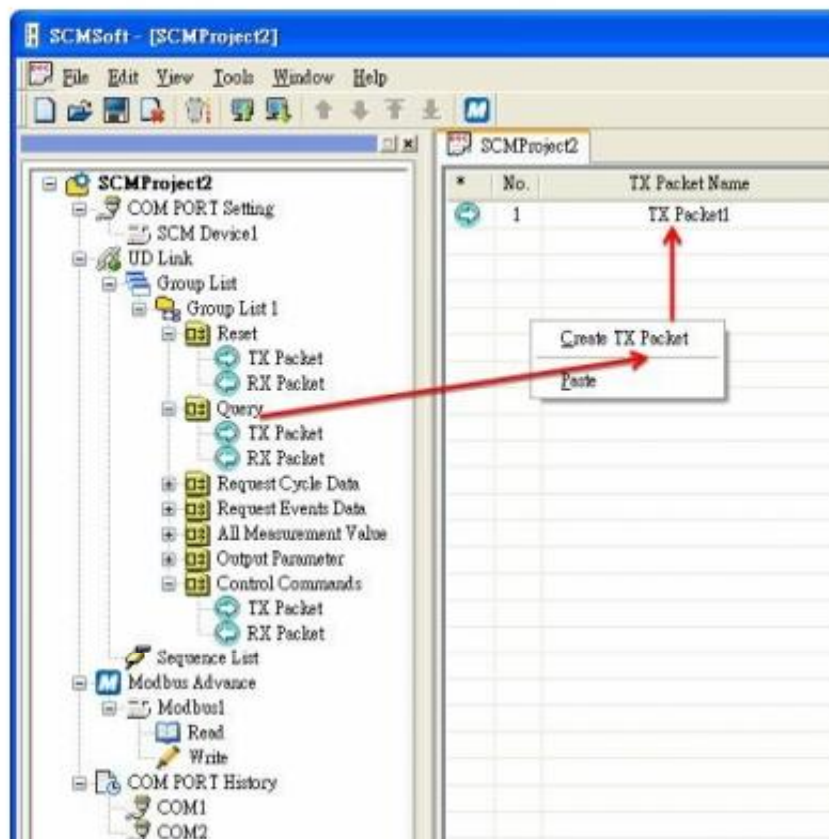 SCMSoft - [SCMProject2]
File Edit View Tools Window Help
SCMProject2
SCMProject2
COM PORT Setting
SCM Device1
UD Link
Group List
Group List 1
Reset
TX Packet
RX Packet
Query
TX Packet
RX Packet
Request Cycle Data
Request Events Data
All Measurement Value
Output Parameter
Control Commands
TX Packet
RX Packet
Sequence List
Modbus Advance
Modbus1
Read
Write
COM PORT History
COM1
COM2
* No. TX Packet Name
1 TX Packet1
Create TX Packet
Paste